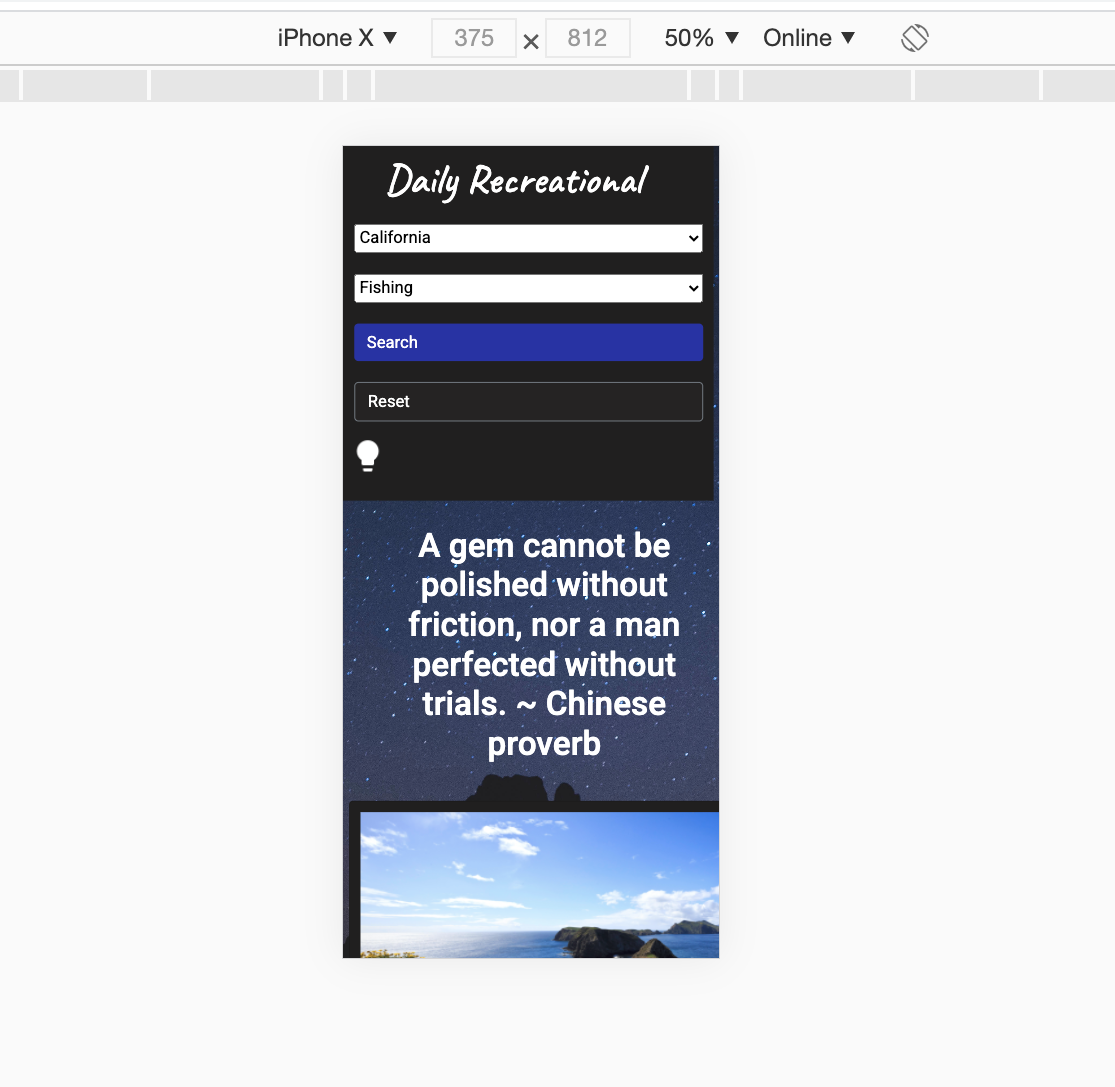 iPhone X ▼ 375 × 812 50% ▼ Online ▼
Daily Recreational
California
Fishing
Search
Reset
A gem cannot be
polished without
friction, nor a man
perfected without
trials. ~ Chinese
proverb